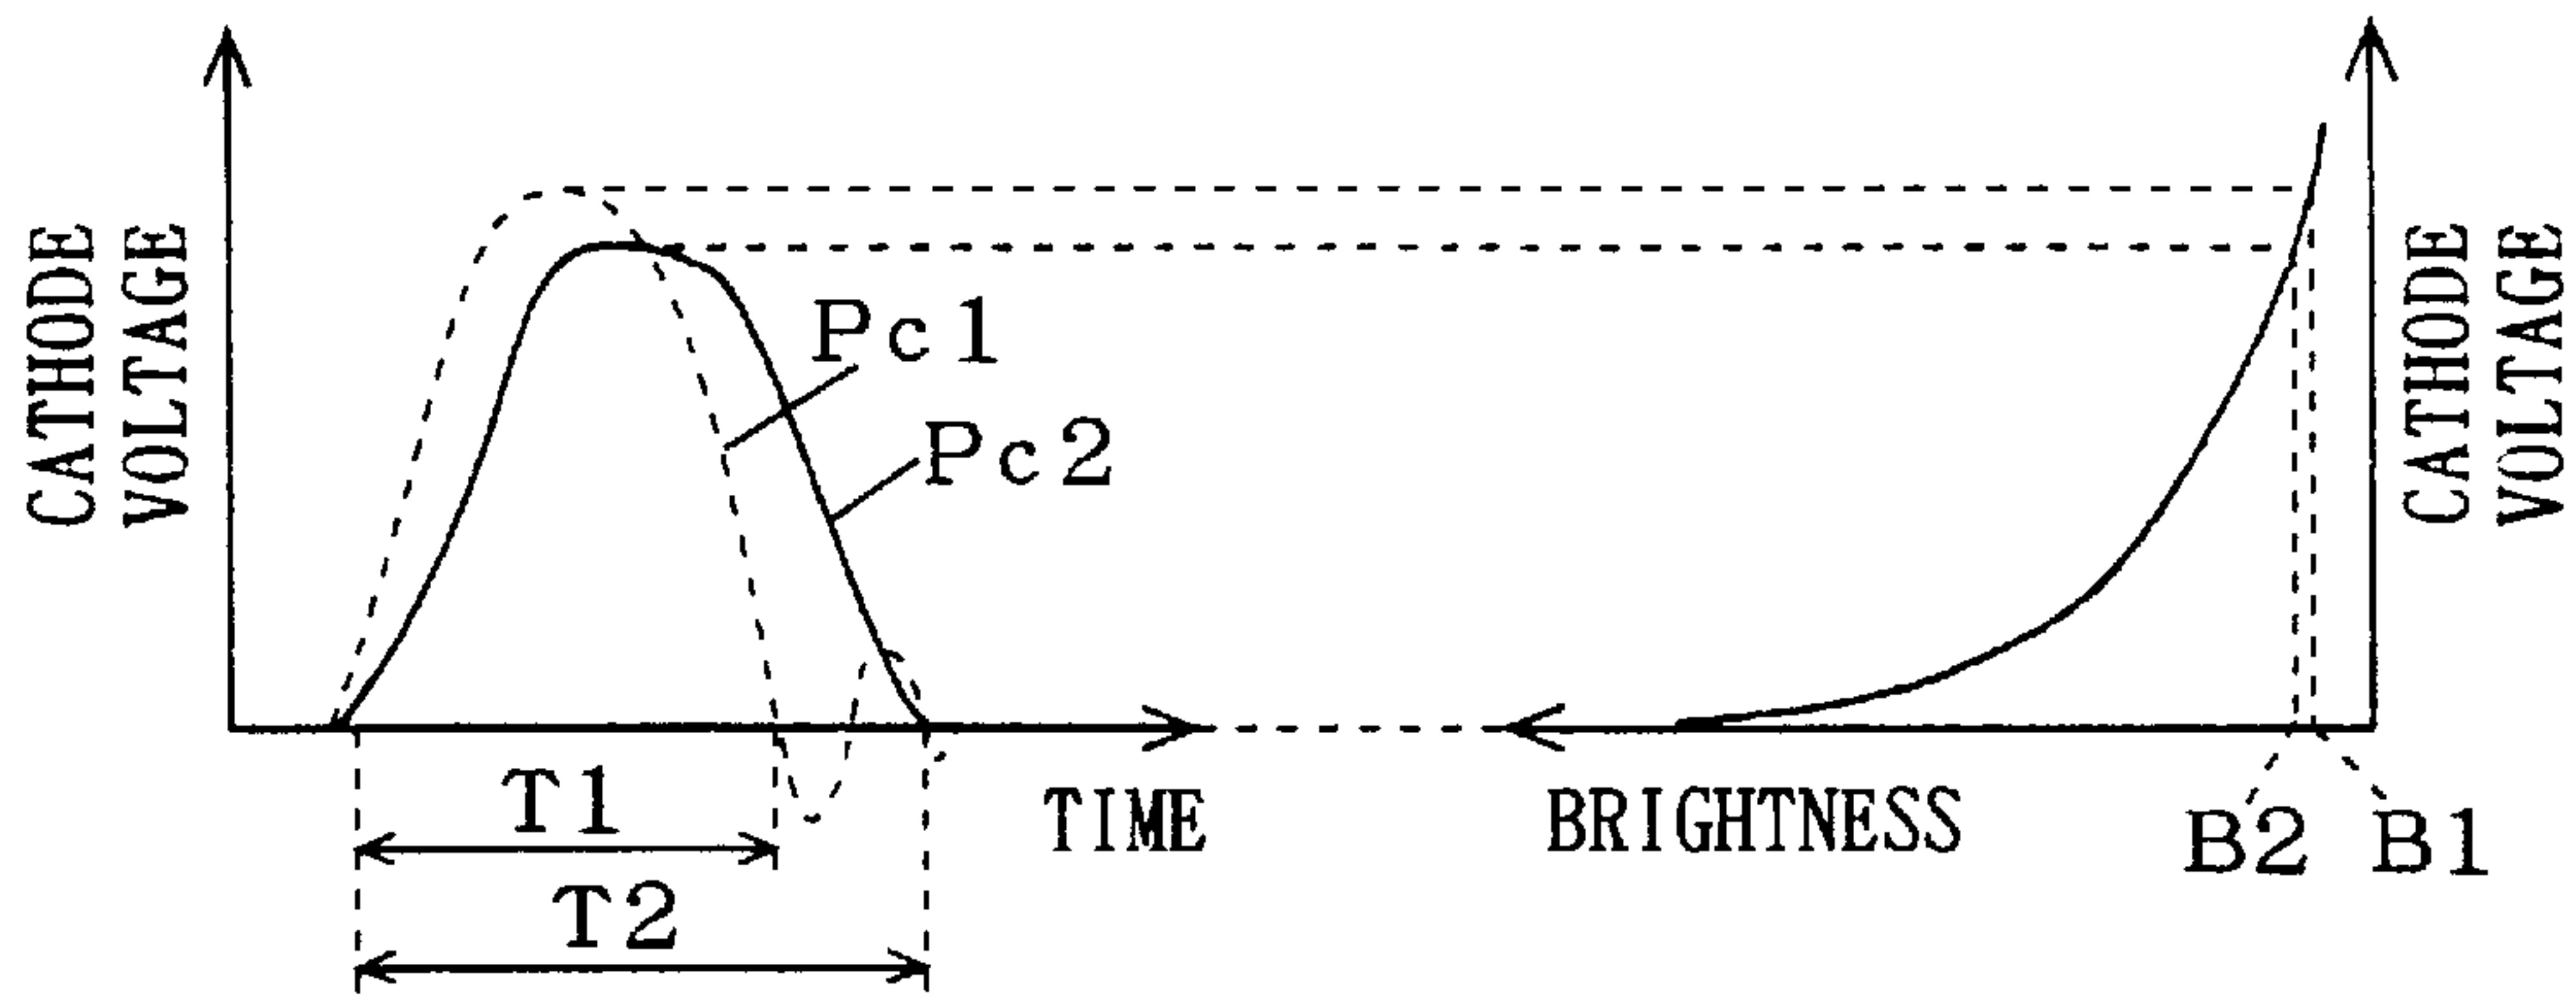 CATHODE
VOLTAGE
Pc1
Pc2
T1
T2
TIME
BRIGHTNESS
B2
B1
CATHODE
VOLTAGE